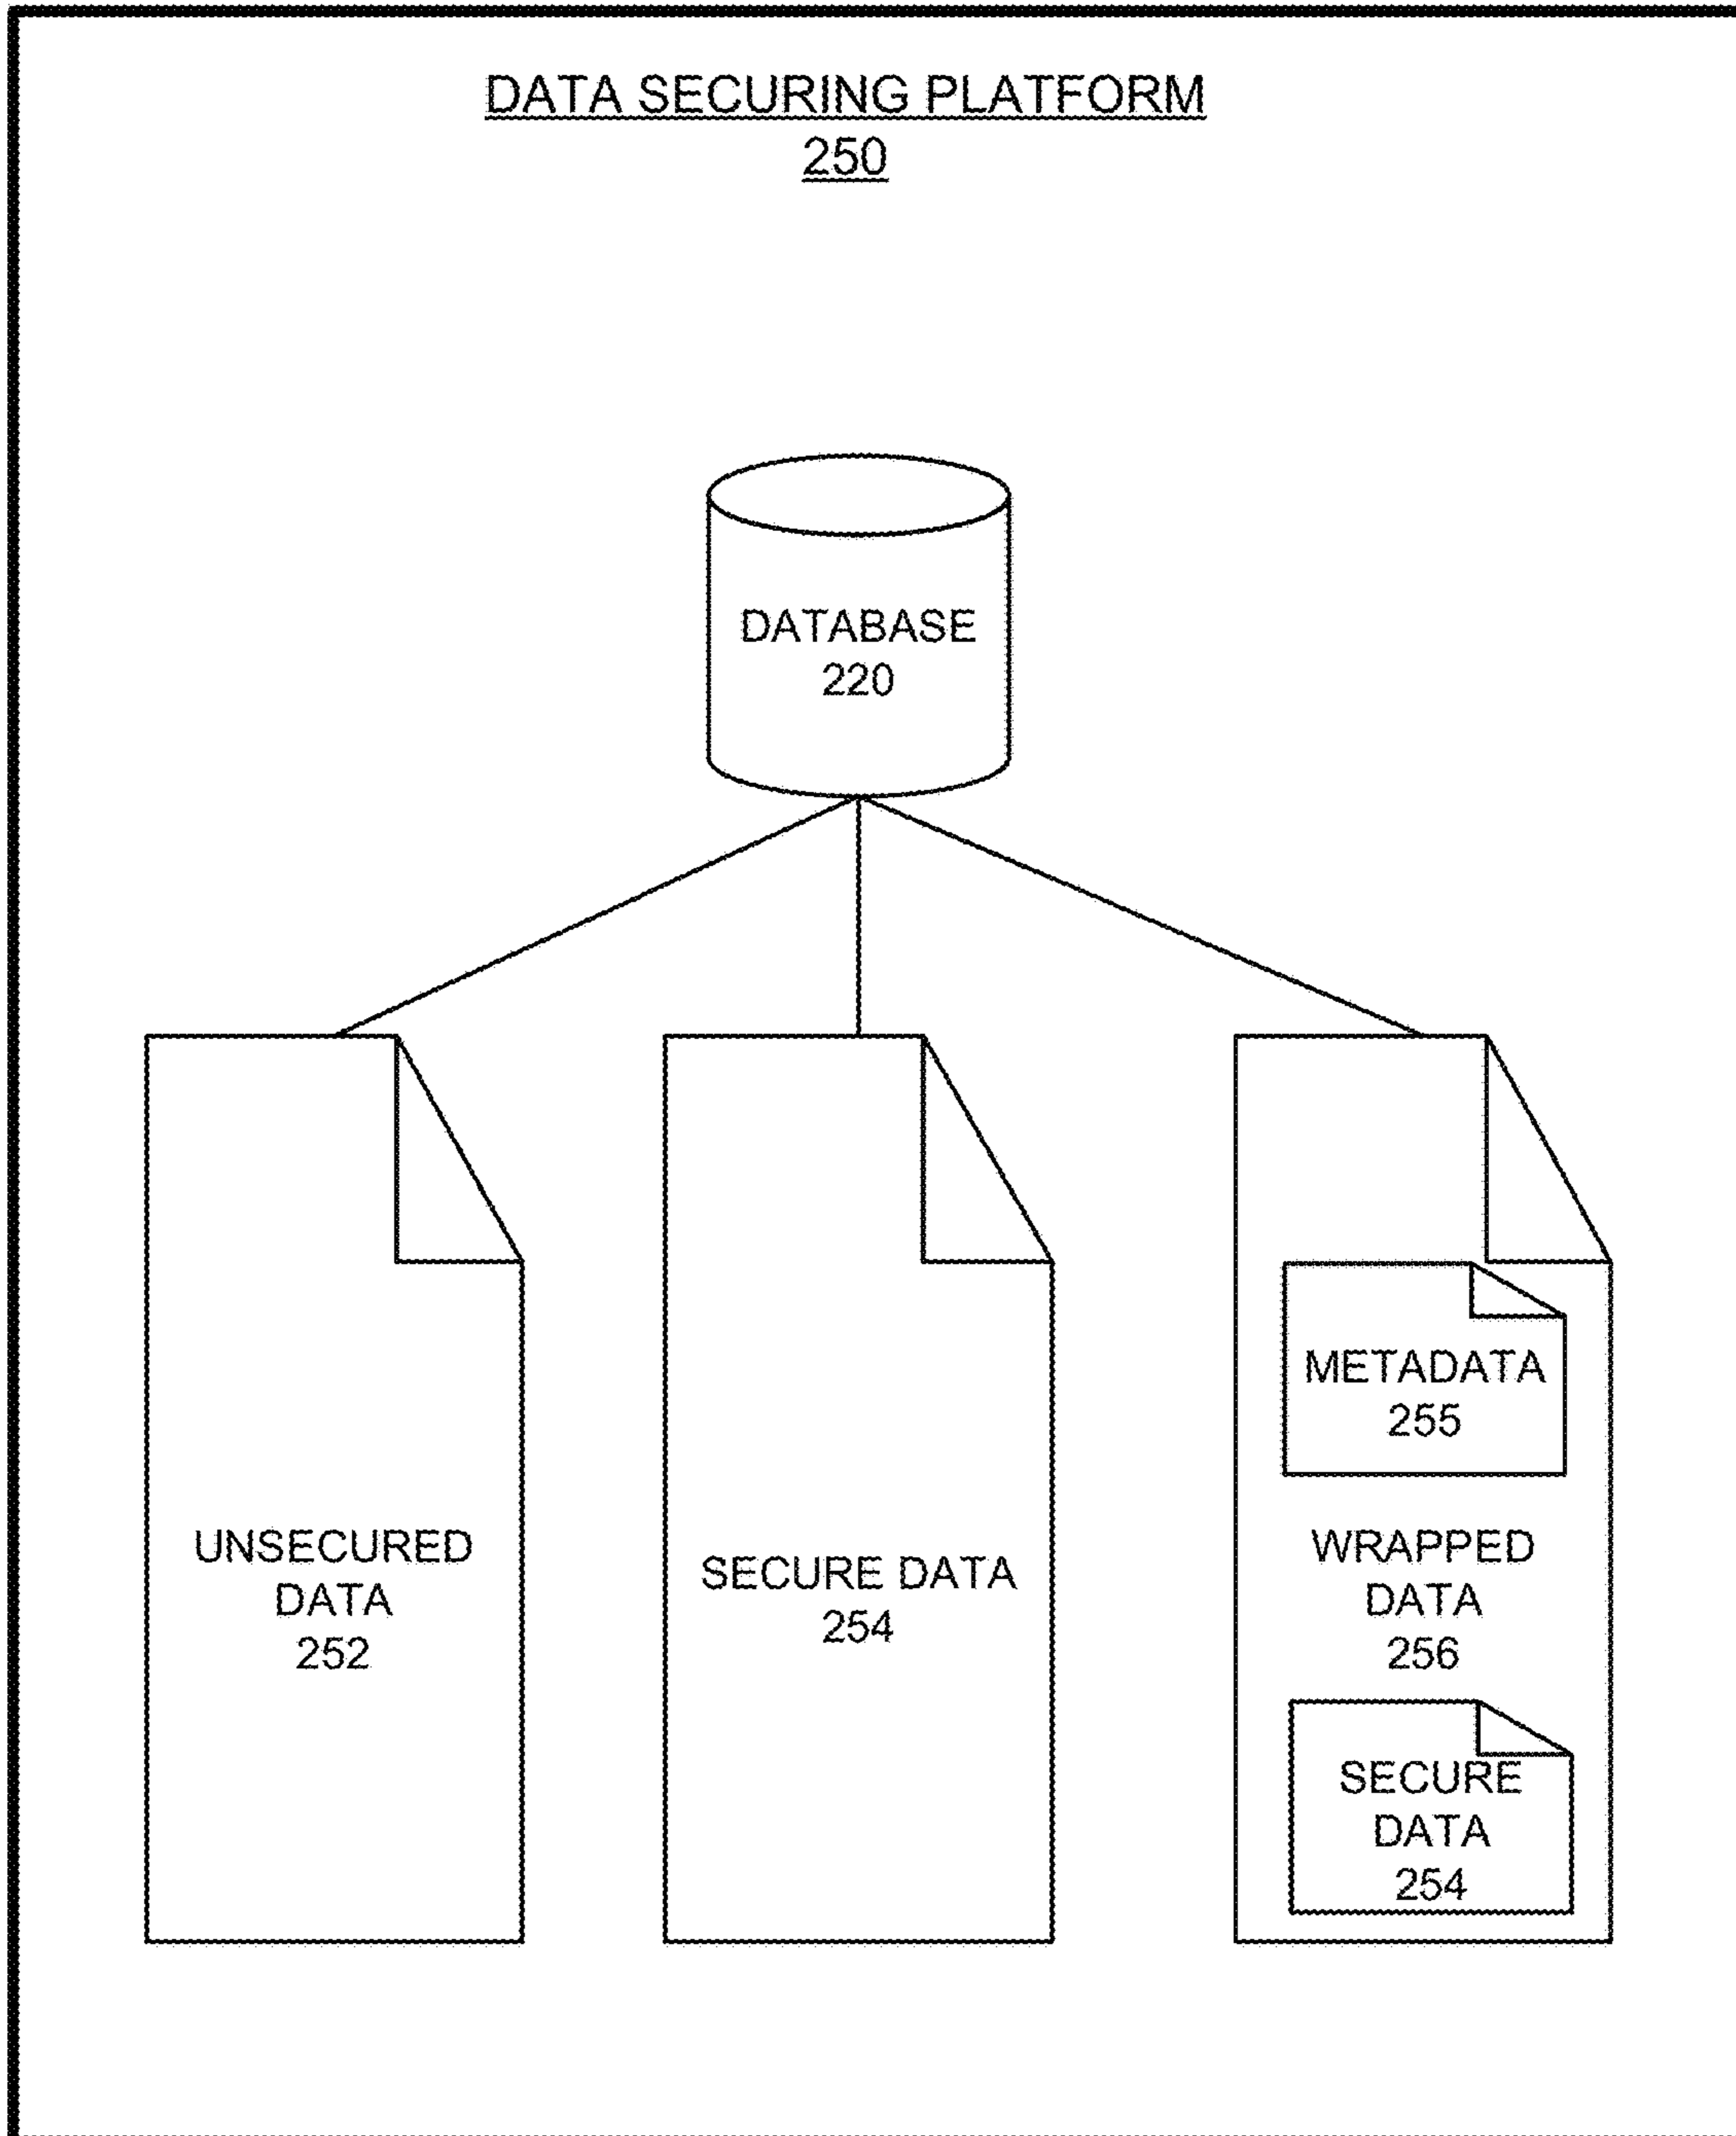 DATA SECURING PLATFORM
250
DATABASE
220
UNSECURED
DATA
252
SECURE DATA
254
METADATA
255
WRAPPED
DATA
256
SECURE
DATA
254